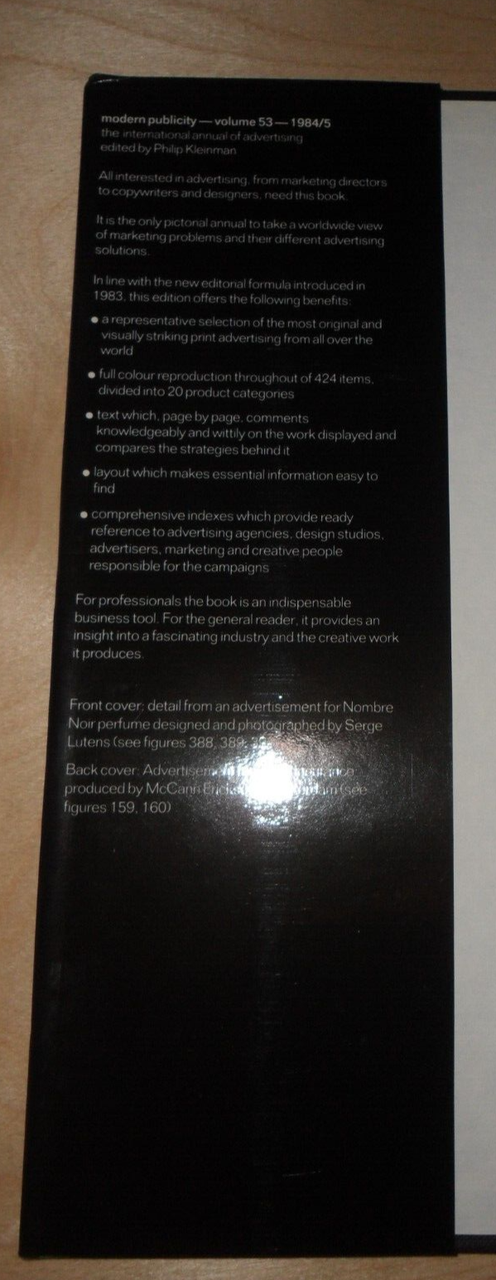 modern publicity — volume 53 — 1984/5
the international annual of advertising
edited by Philip Kleinman
All interested in advertising, from marketing directors
to copywriters and designers, need this book.
It is the only pictorial annual to take a worldwide view
of marketing problems and their different advertising
solutions.
In line with the new editorial formula introduced in
1983, this edition offers the following benefits:
● a representative selection of the most original and
visually striking print advertising from all over the
world
● full colour reproduction throughout of 424 items,
divided into 20 product categories
● text which, page by page, comments
knowledgeably and wittily on the work displayed and
compares the strategies behind it
● layout which makes essential information easy to
find
● comprehensive indexes which provide ready
reference to advertising agencies, design studios,
advertisers, marketing and creative people
responsible for the campaigns
For professionals the book is an indispensable
business tool. For the general reader, it provides an
insight into a fascinating industry and the creative work
it produces.
Front cover: detail from an advertisement for Nombre
Noir perfume designed and photographed by Serge
Lutens (see figures 388, 389,
Back cover: Advertisement
produced by McCann (see
figures 159, 160)